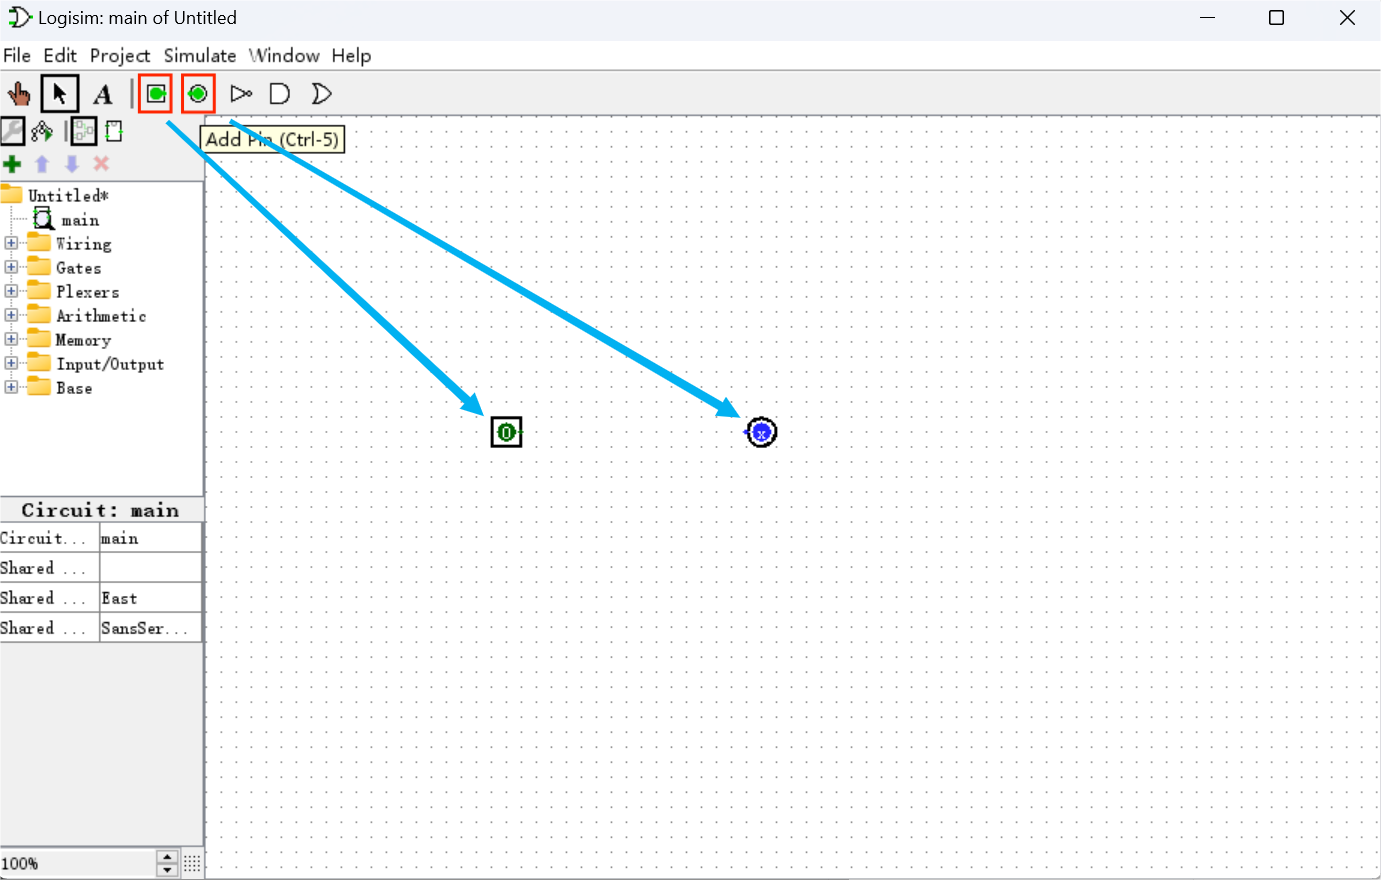 Logisim: main of Untitled
File Edit Project Simulate Window Help
A
Add Pin (Ctrl-5)
Untitled*
main
Wiring
Gates
Plexers
Arithmetic
Memory
Input/Output
Base
0
x
Circuit: main
Circuit... main
Shared ...
Shared ... East
Shared ... SansSer...
100%